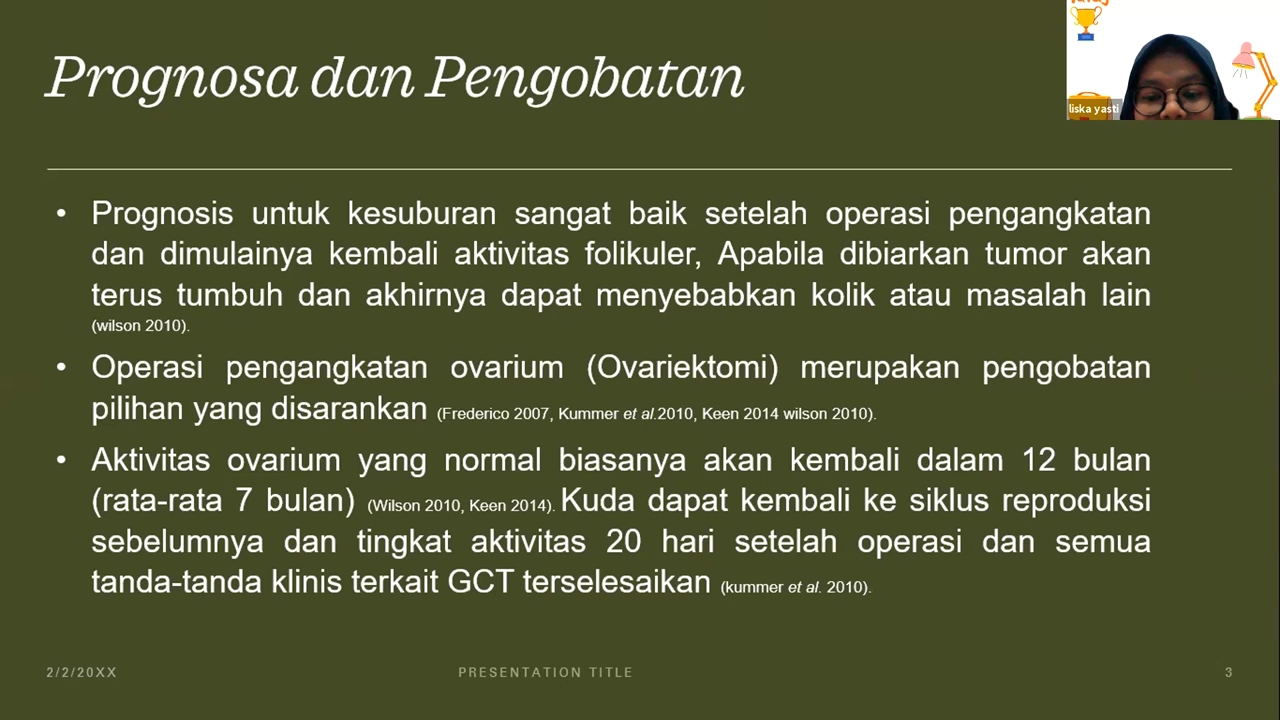 Prognosa dan Pengobatan
liska yasti
• Prognosis untuk kesuburan sangat baik setelah operasi pengangkatan
dan dimulainya kembali aktivitas folikuler, Apabila dibiarkan tumor akan
terus tumbuh dan akhirnya dapat menyebabkan kolik atau masalah lain
(wilson 2010).
• Operasi pengangkatan ovarium (Ovariektomi) merupakan pengobatan
pilihan yang disarankan (Frederico 2007, Kummer et al.2010, Keen 2014 wilson 2010).
• Aktivitas ovarium yang normal biasanya akan kembali dalam 12 bulan
(rata-rata 7 bulan) (Wilson 2010, Keen 2014). Kuda dapat kembali ke siklus reproduksi
sebelumnya dan tingkat aktivitas 20 hari setelah operasi dan semua
tanda-tanda klinis terkait GCT terselesaikan (kummer et al. 2010).
2/2/20XX
PRESENTATION TITLE
3